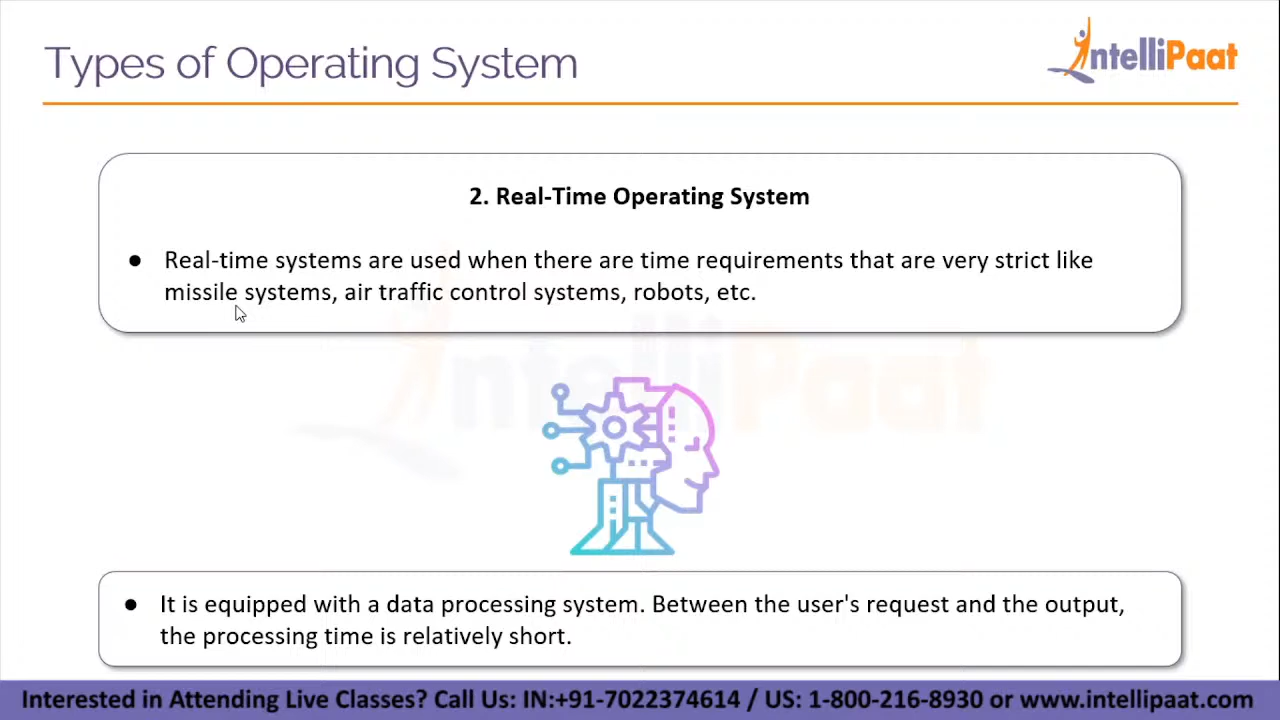 Types of Operating System
IntelliPaat
2. Real-Time Operating System
● Real-time systems are used when there are time requirements that are very strict like
missile systems, air traffic control systems, robots, etc.
IntelliPaat
● It is equipped with a data processing system. Between the user's request and the output,
the processing time is relatively short.
Interested in Attending Live Classes? Call Us: IN:+91-7022374614 / US: 1-800-216-8930 or www.intellipaat.com